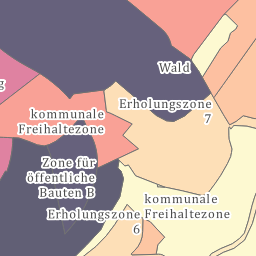 Wald
g
Erholungszone
7
kommunale
Freihaltezone
Zone für
öffentliche
Bauten B
kommunale
Freihaltezone
Erholungszone
6